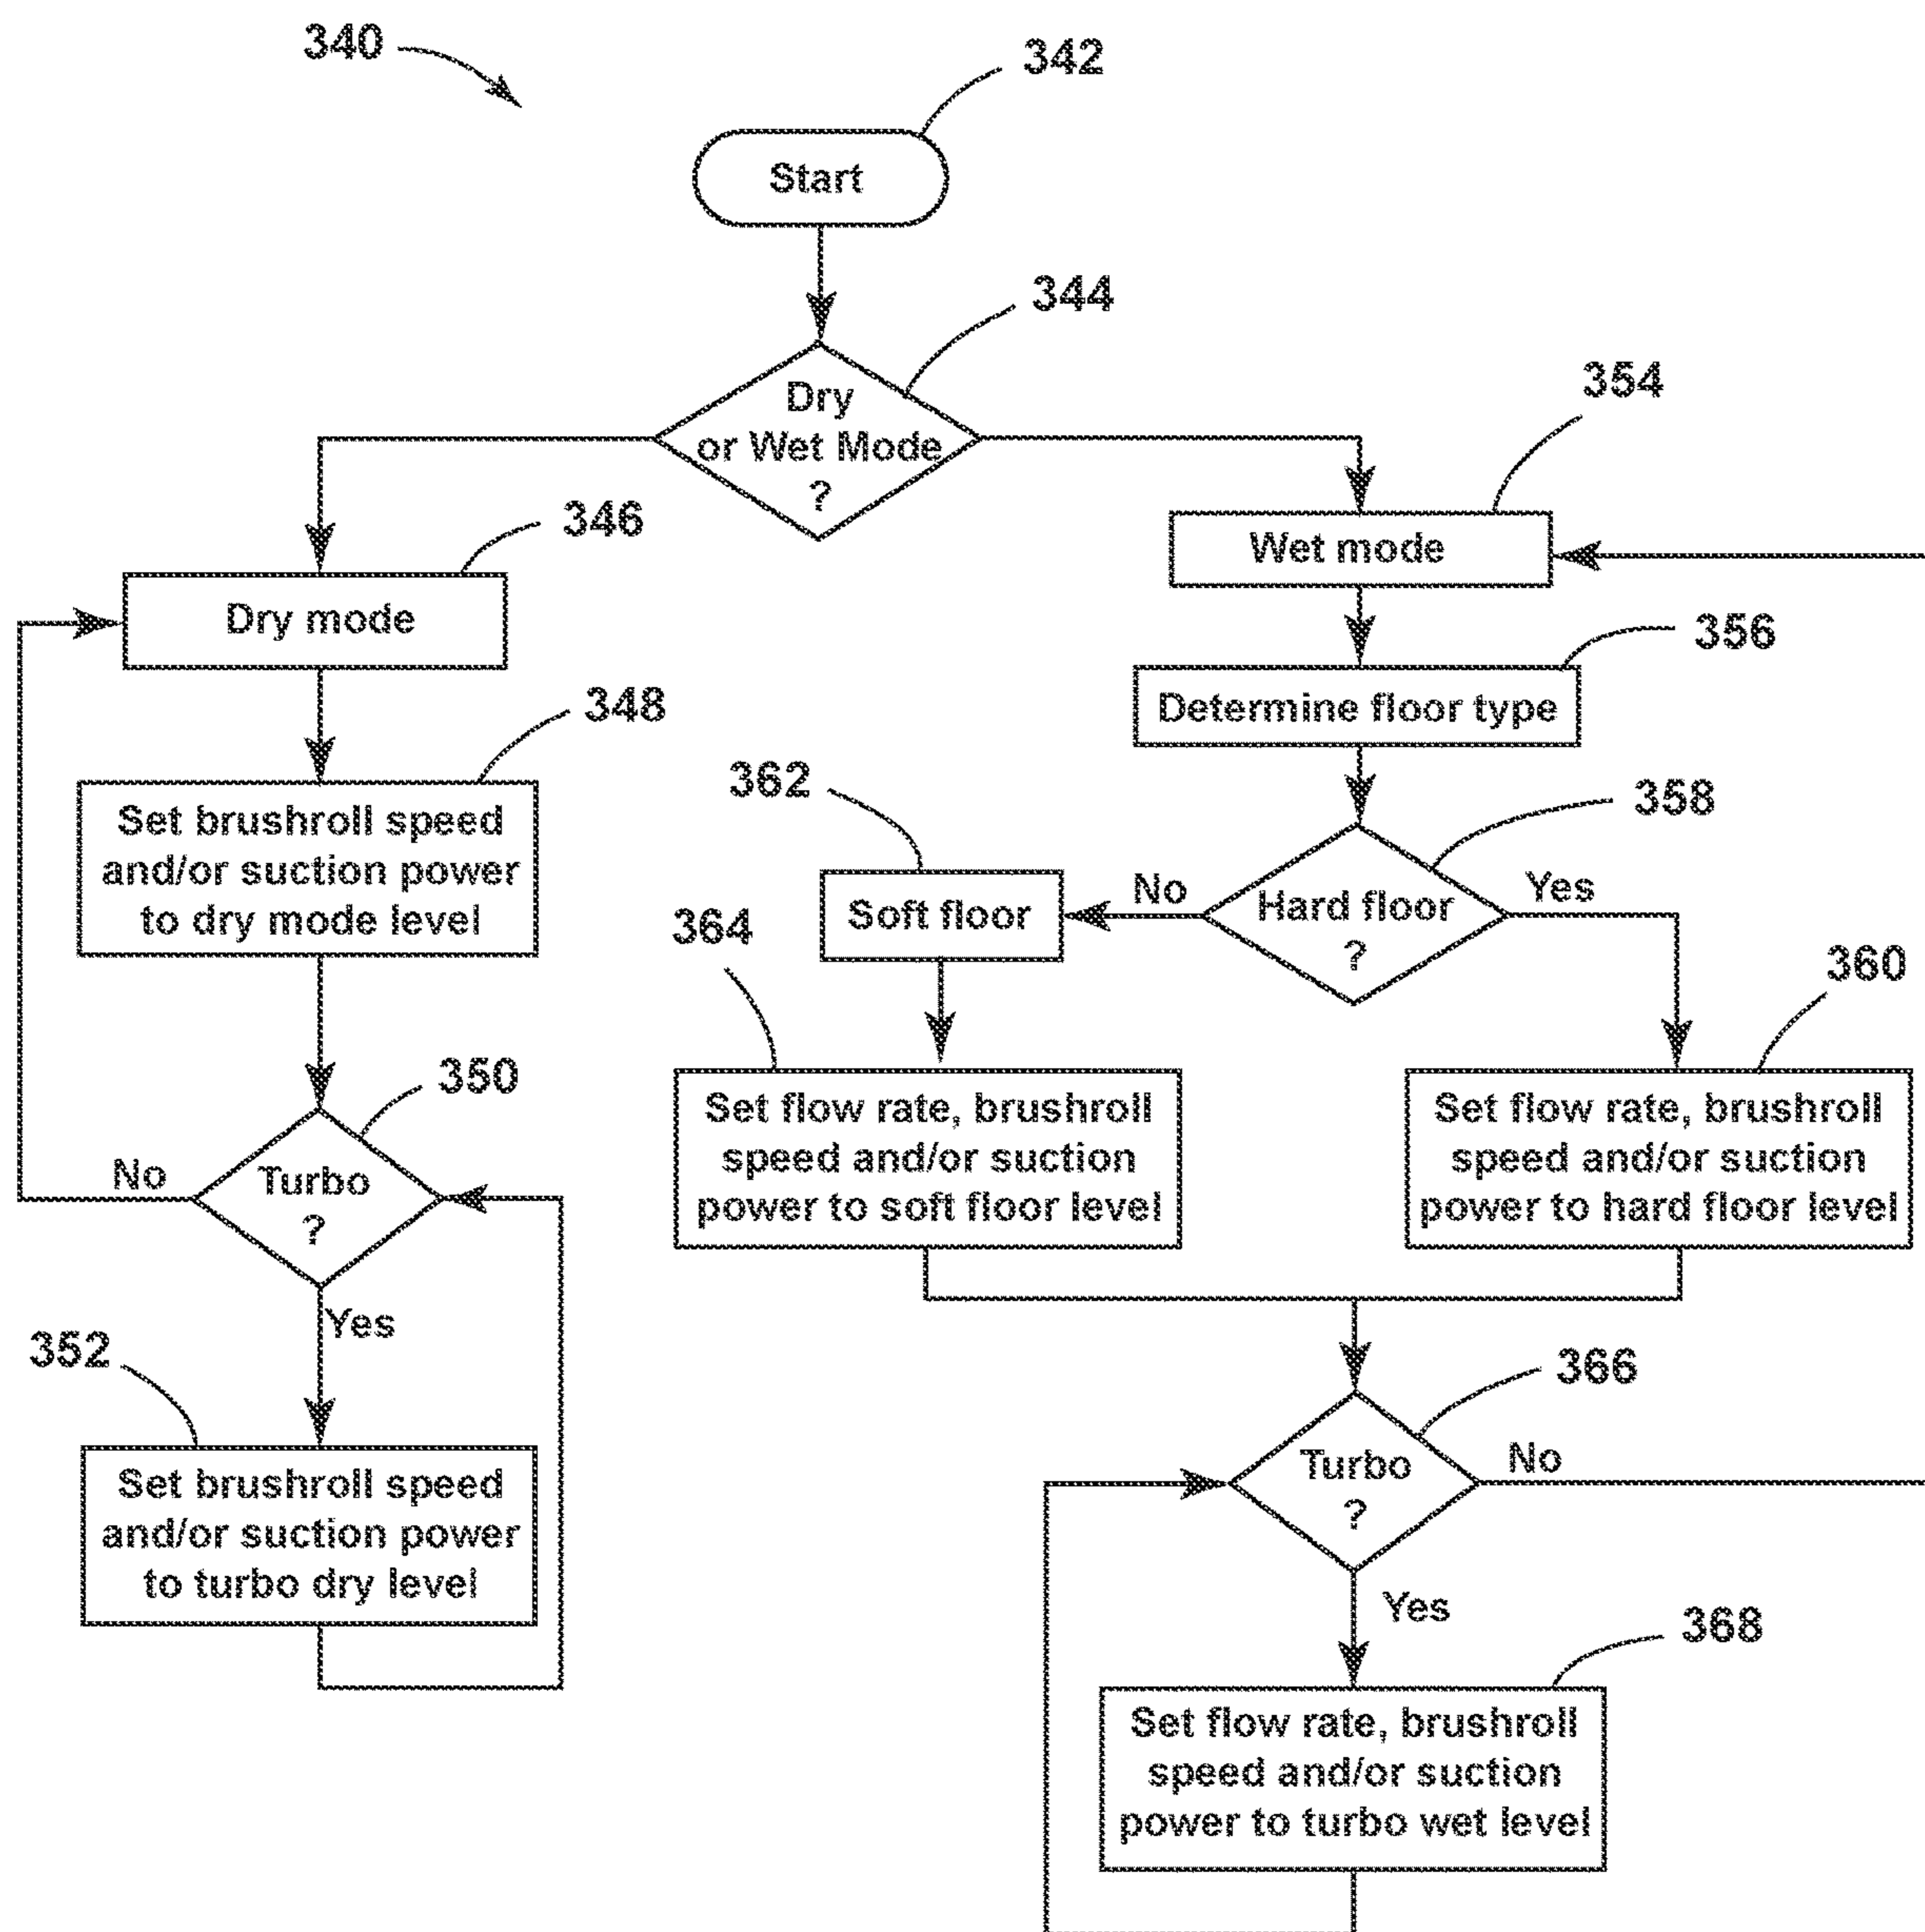 340
342
Start
344
Dry
or Wet Mode
?
354
346
Wet mode
Dry mode
356
348
Determine floor type
362
358
Set brushroll speed
and/or suction power
to dry mode level
No
Hard floor
?
Yes
Soft floor
364
360
350
Set flow rate, brushroll
speed and/or suction
power to soft floor level
Set flow rate, brushroll
speed and/or suction
power to hard floor level
No
Turbo
?
Yes
352
366
Turbo
?
No
Set brushroll speed
and/or suction power
to turbo dry level
Yes
368
Set flow rate, brushroll
speed and/or suction
power to turbo wet level